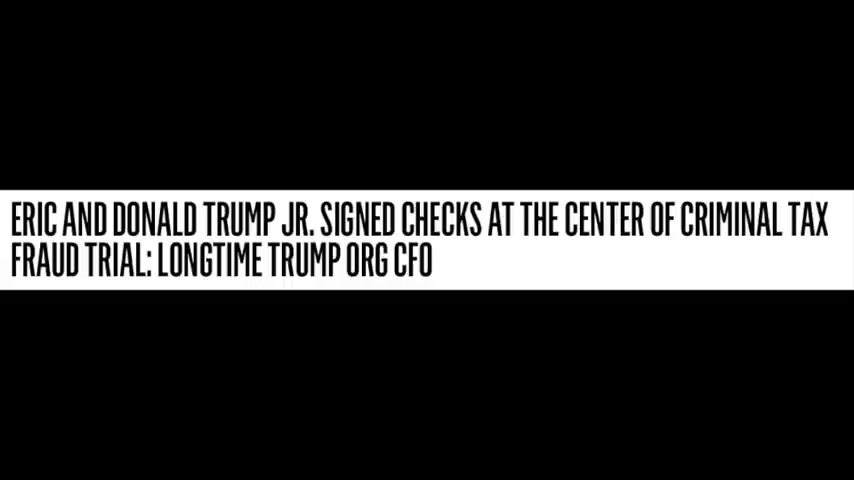 ERIC AND DONALD TRUMP JR. SIGNED CHECKS AT THE CENTER OF CRIMINAL TAX
FRAUD TRIAL: LONGTIME TRUMP ORG CFO